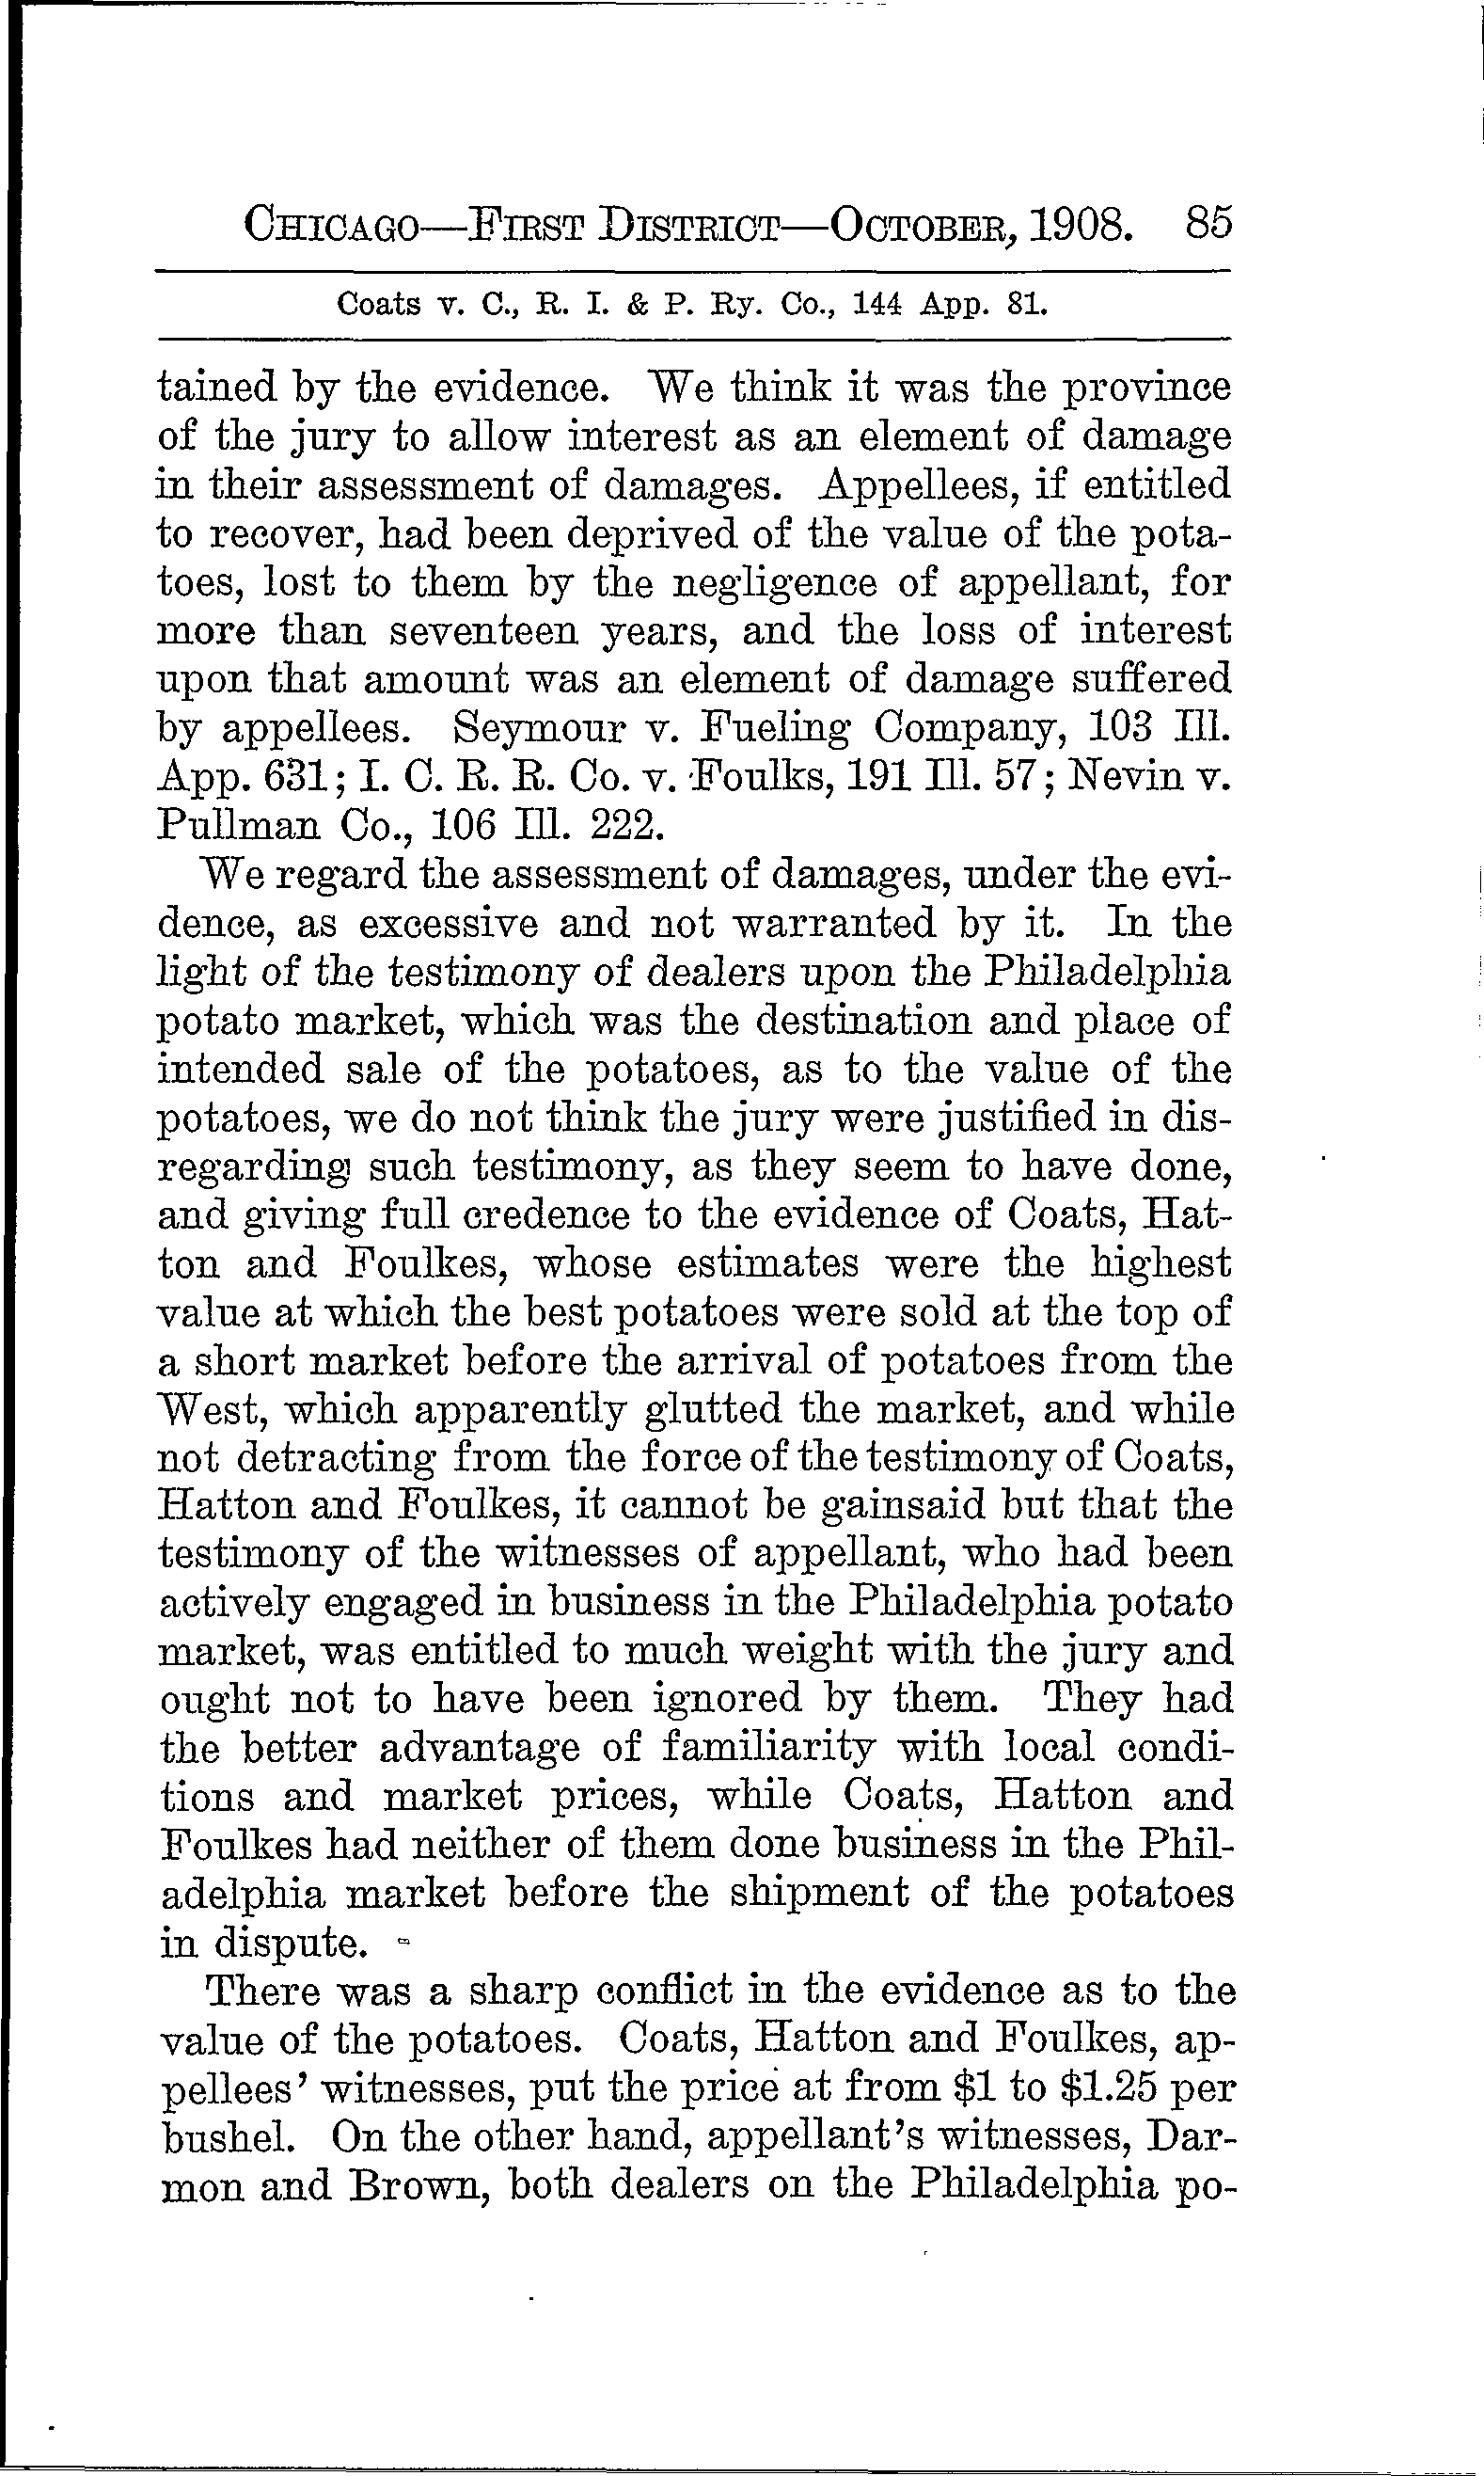 CHICAGO—FIRST DISTRICT—OCTOBER, 1908. 85
Coats v. C., R. I. & P. Ry. Co., 144 App. 81.
tained by the evidence. We think it was the province
of the jury to allow interest as an element of damage
in their assessment of damages. Appellees, if entitled
to recover, had been deprived of the value of the pota-
toes, lost to them by the negligence of appellant, for
more than seventeen years, and the loss of interest
upon that amount was an element of damage suffered
by appellees. Seymour v. Fueling Company, 103 Ill.
App. 631; I. C. R. R. Co. v. Foulks, 191 Ill. 57; Nevin v.
Pullman Co., 106 Ill. 222.
We regard the assessment of damages, under the evi-
dence, as excessive and not warranted by it. In the
light of the testimony of dealers upon the Philadelphia
potato market, which was the destination and place of
intended sale of the potatoes, as to the value of the
potatoes, we do not think the jury were justified in dis-
regarding such testimony, as they seem to have done,
and giving full credence to the evidence of Coats, Hat-
ton and Foulkes, whose estimates were the highest
value at which the best potatoes were sold at the top of
a short market before the arrival of potatoes from the
West, which apparently glutted the market, and while
not detracting from the force of the testimony of Coats,
Hatton and Foulkes, it cannot be gainsaid but that the
testimony of the witnesses of appellant, who had been
actively engaged in business in the Philadelphia potato
market, was entitled to much weight with the jury and
ought not to have been ignored by them. They had
the better advantage of familiarity with local condi-
tions and market prices, while Coats, Hatton and
Foulkes had neither of them done business in the Phil-
adelphia market before the shipment of the potatoes
in dispute.
There was a sharp conflict in the evidence as to the
value of the potatoes. Coats, Hatton and Foulkes, ap-
pellees' witnesses, put the price at from $1 to $1.25 per
bushel. On the other hand, appellant's witnesses, Dar-
mon and Brown, both dealers on the Philadelphia po-